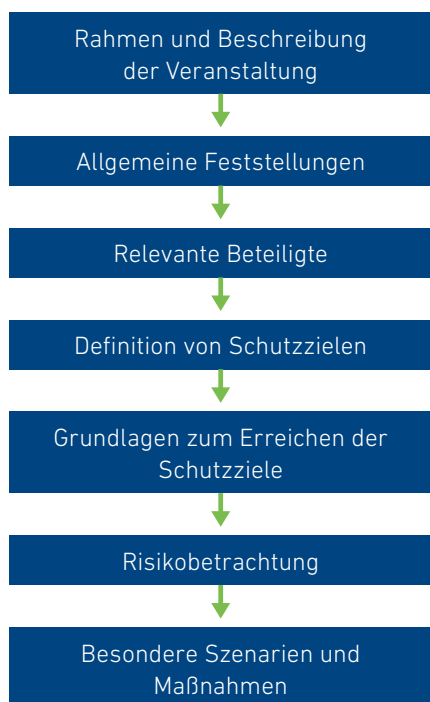 Rahmen und Beschreibung
der Veranstaltung
Allgemeine Feststellungen
Relevante Beteiligte
Definition von Schutzzielen
Grundlagen zum Erreichen der
Schutzziele
Risikobetrachtung
Besondere Szenarien und
Maßnahmen